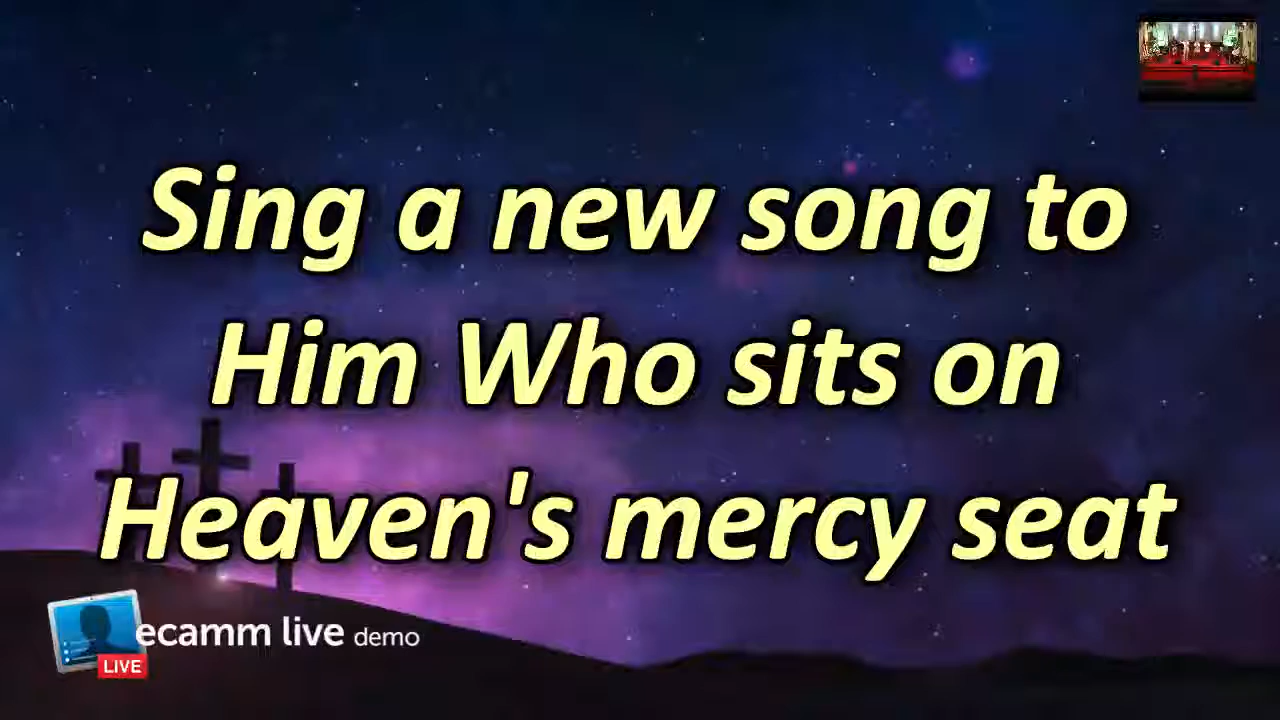 Sing a new song to
Him Who sits on
Heaven's mercy seat
ecamm live demo
LIVE